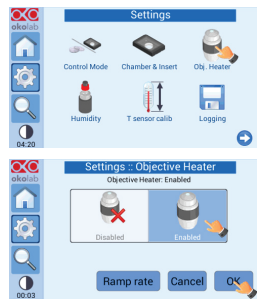 Settings
okolab
Control Mode
Chamber & Insert
Obj. Heater
Humidity
T sensor calib
Logging
04:20
Settings :: Objective Heater
okolab
Objective Heater: Enabled
Disabled
Enabled
Ramp rate
Cancel
OK
00:03